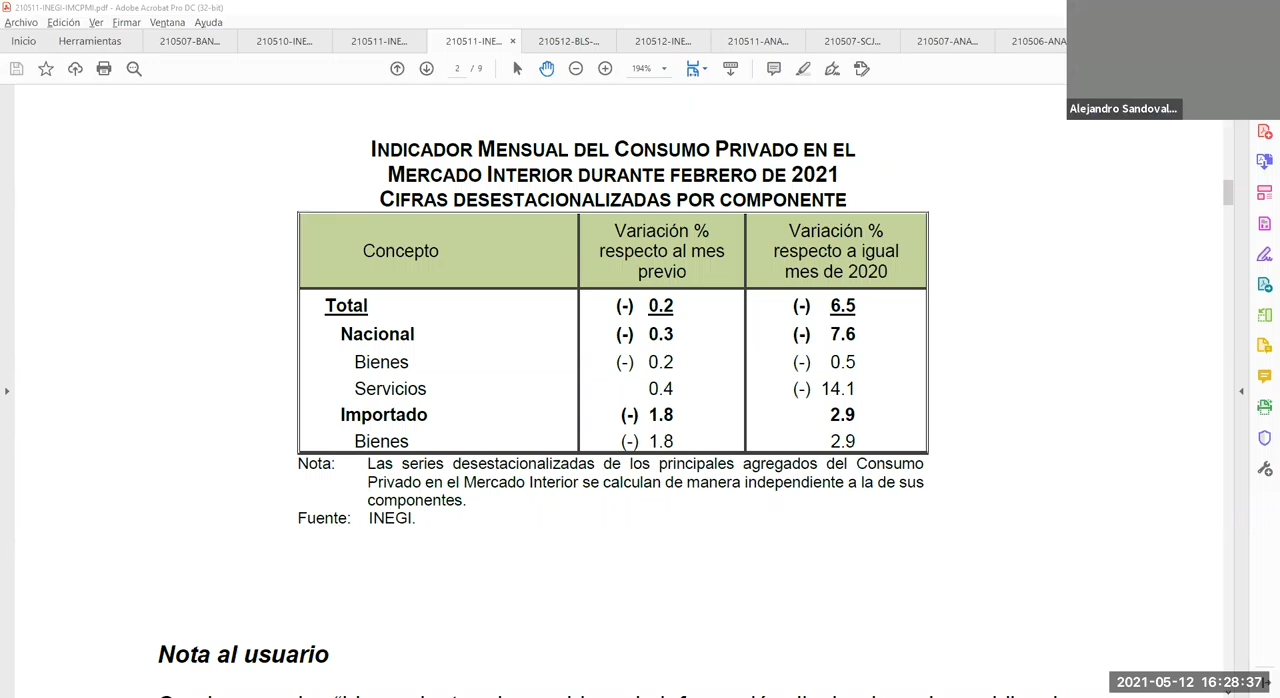 210511-INEGI-IMCPMI.pdf - Adobe Acrobat Pro DC (32-bit)
Archivo Edición Ver Firmar Ventana Ayuda
Inicio Herramientas 210507-BAN... 210510-INE... 210511-INE... 210511-INE... × 210512-BLS-... 210512-INE... 210511-ANA... 210507-SCJ... 210507-ANA... 210506-ANA
2 / 9 194%
Alejandro Sandoval...
INDICADOR MENSUAL DEL CONSUMO PRIVADO EN EL
MERCADO INTERIOR DURANTE FEBRERO DE 2021
CIFRAS DESESTACIONALIZADAS POR COMPONENTE
Concepto
Variación %
respecto al mes
previo
Variación %
respecto a igual
mes de 2020
Total (-) 0.2 (-) 6.5
Nacional (-) 0.3 (-) 7.6
Bienes (-) 0.2 (-) 0.5
Servicios 0.4 (-) 14.1
Importado (-) 1.8 2.9
Bienes (-) 1.8 2.9
Nota: Las series desestacionalizadas de los principales agregados del Consumo
Privado en el Mercado Interior se calculan de manera independiente a la de sus
componentes.
Fuente: INEGI.
Nota al usuario
2021-05-12 16:28:37